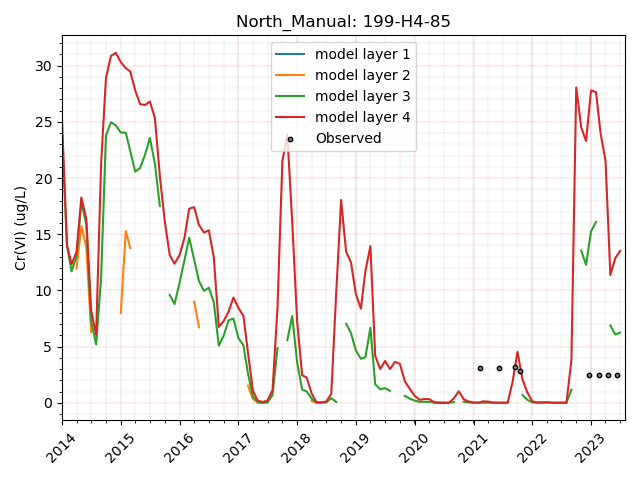 North_Manual: 199-H4-85
model layer 1
model layer 2
model layer 3
model layer 4
Observed
Cr(VI) (ug/L)
30
25
20
15
10
5
0
2014
2015
2016
2017
2018
2019
2020
2021
2022
2023